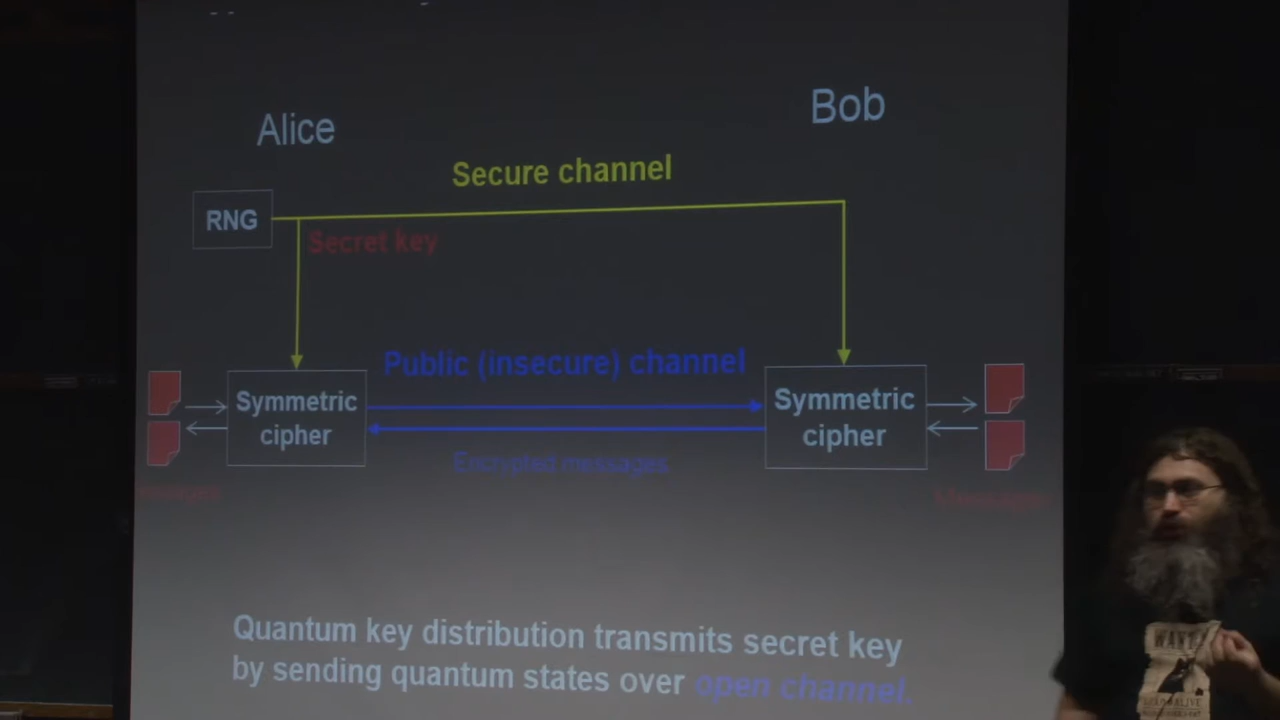 Alice
Bob
Secure channel
RNG
Secret key
Public (insecure) channel
Symmetric
cipher
Symmetric
cipher
Encrypted messages
Messages
Quantum key distribution transmits secret key
by sending quantum states over open channel.